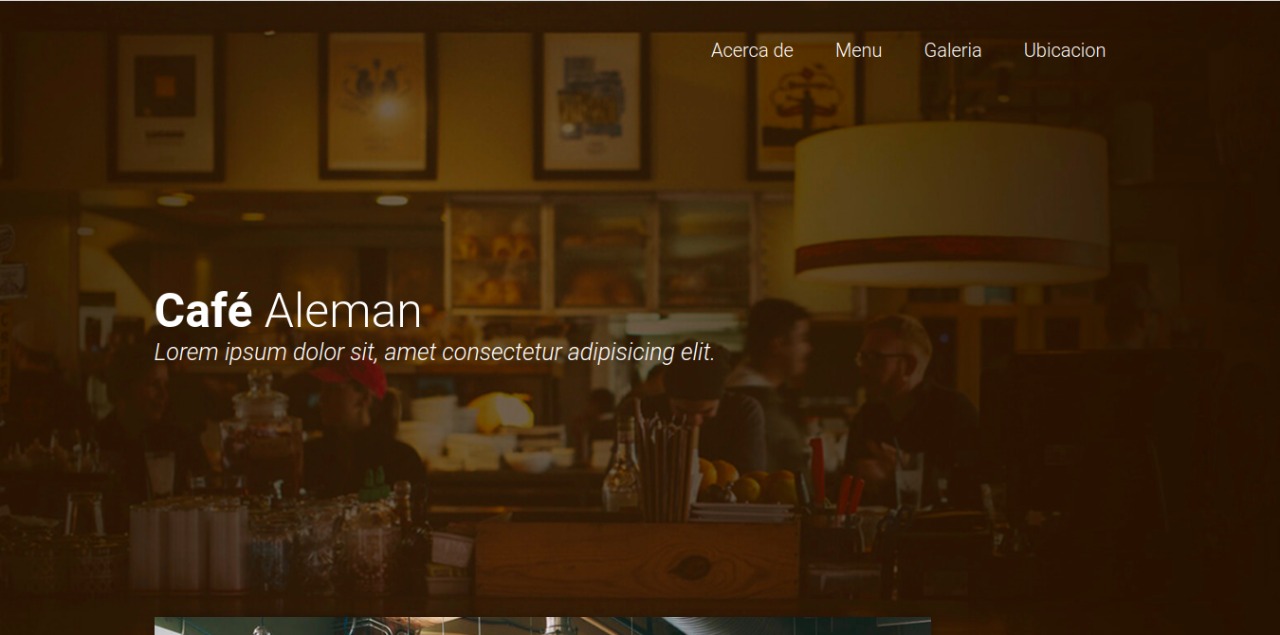 Acerca de Menu Galeria Ubicacion
Café Aleman
Lorem ipsum dolor sit, amet consectetur adipisicing elit.